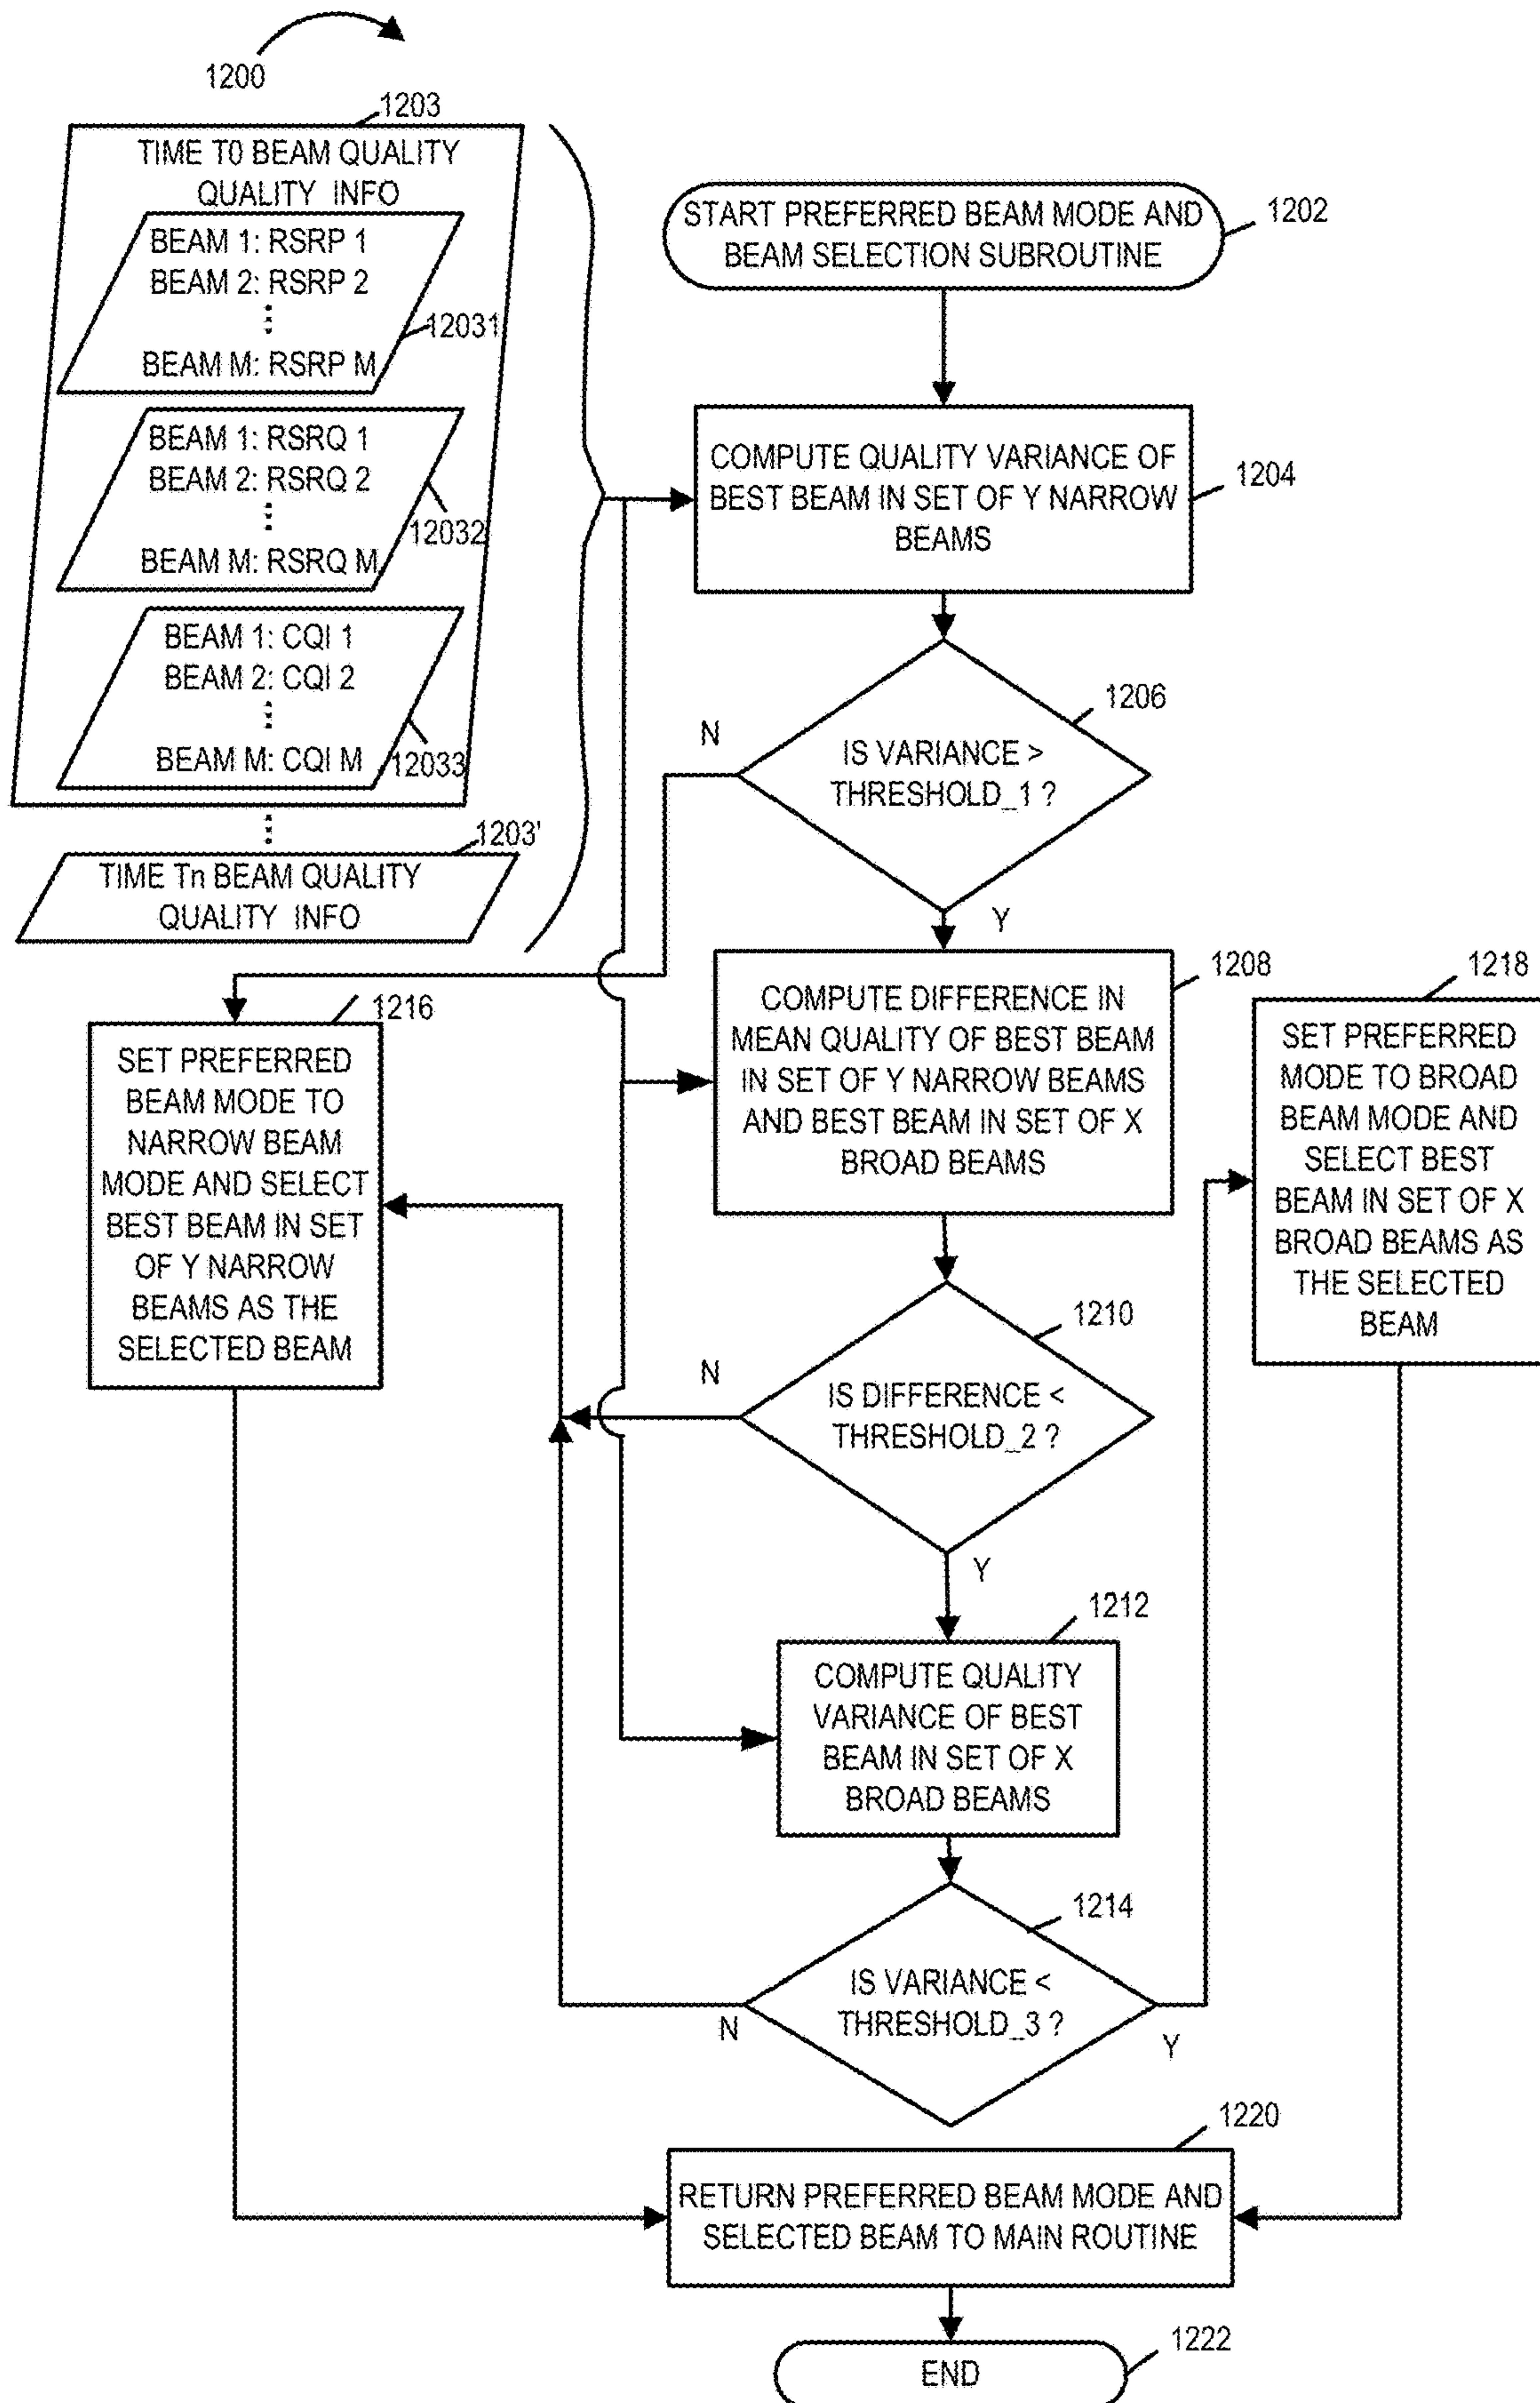 1200
1203
TIME T0 BEAM QUALITY
QUALITY INFO
BEAM 1: RSRP 1
BEAM 2: RSRP 2
BEAM M: RSRP M
12031
BEAM 1: RSRQ 1
BEAM 2: RSRQ 2
BEAM M: RSRQ M
12032
BEAM 1: CQI 1
BEAM 2: CQI 2
BEAM M: CQI M
12033
1203'
TIME Tn BEAM QUALITY
QUALITY INFO
START PREFERRED BEAM MODE AND
BEAM SELECTION SUBROUTINE
1202
COMPUTE QUALITY VARIANCE OF
BEST BEAM IN SET OF Y NARROW
BEAMS
1204
IS VARIANCE >
THRESHOLD_1 ?
1206
N
Y
COMPUTE DIFFERENCE IN
MEAN QUALITY OF BEST BEAM
IN SET OF Y NARROW BEAMS
AND BEST BEAM IN SET OF X
BROAD BEAMS
1208
1216
SET PREFERRED
BEAM MODE TO
NARROW BEAM
MODE AND SELECT
BEST BEAM IN SET
OF Y NARROW
BEAMS AS THE
SELECTED BEAM
1218
SET PREFERRED
MODE TO BROAD
BEAM MODE AND
SELECT BEST
BEAM IN SET OF X
BROAD BEAMS AS
THE SELECTED
BEAM
1210
IS DIFFERENCE <
THRESHOLD_2 ?
N
Y
1212
COMPUTE QUALITY
VARIANCE OF BEST
BEAM IN SET OF X
BROAD BEAMS
1214
IS VARIANCE <
THRESHOLD_3 ?
N
Y
1220
RETURN PREFERRED BEAM MODE AND
SELECTED BEAM TO MAIN ROUTINE
1222
END